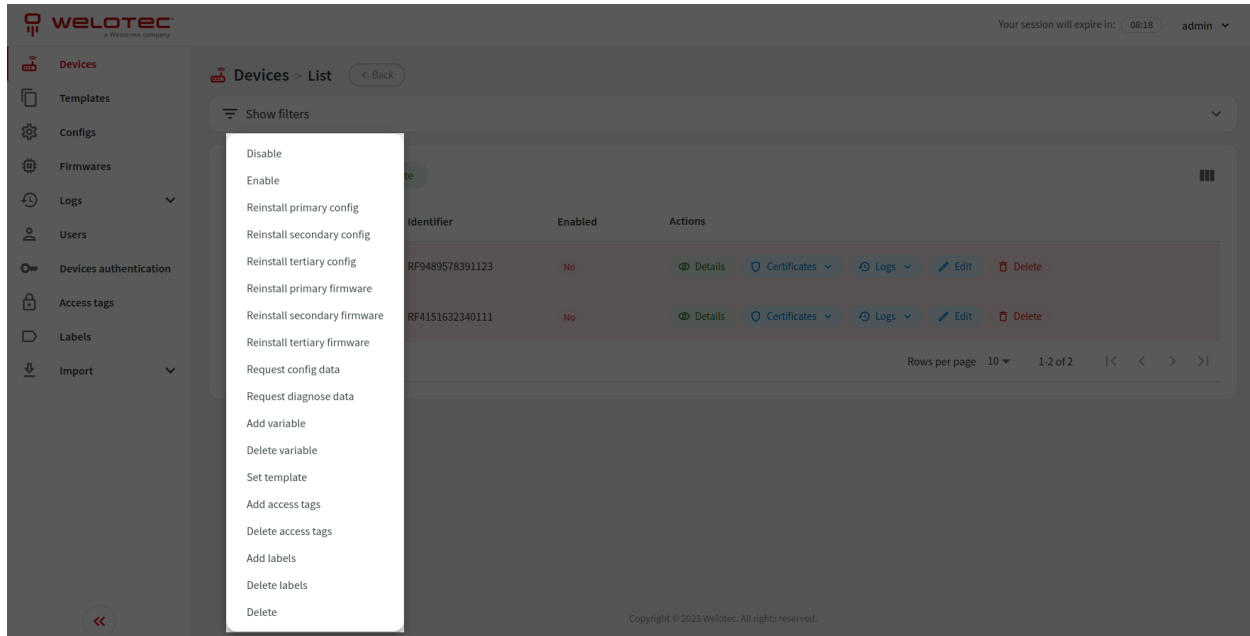 WELOTEC
a Westermo company
Your session will expire in: 08:18 admin
Devices
Templates
Configs
Firmwares
Logs
Users
Devices authentication
Access tags
Labels
Import
Devices > List < Back
Show filters
Disable
Enable
Reinstall primary config
Reinstall secondary config
Reinstall tertiary config
Reinstall primary firmware
Reinstall secondary firmware
Reinstall tertiary firmware
Request config data
Request diagnose data
Add variable
Delete variable
Set template
Add access tags
Delete access tags
Add labels
Delete labels
Delete
te
Identifier Enabled Actions
RF9489578391123 No Details Certificates Logs Edit Delete
RF4151632340111 No Details Certificates Logs Edit Delete
Rows per page 10 1-2 of 2
Copyright © 2023 Welotec. All rights reserved.